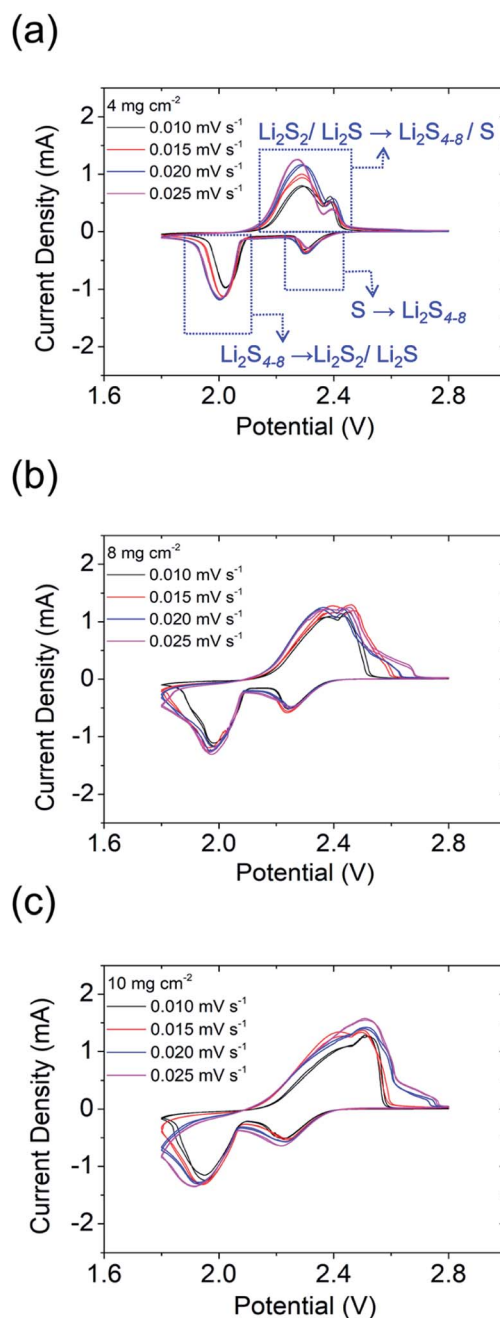 (a)
4 mg cm-2
0.010 mV s-1
0.015 mV s-1
0.020 mV s-1
0.025 mV s-1
Li2S2/ Li2S → Li2S4-8 / S
S → Li2S4-8
Li2S4-8 →Li2S2/ Li2S
2
1
0
-1
-2
Current Density (mA)
1.6 2.0 2.4 2.8
Potential (V)
(b)
8 mg cm-2
0.010 mV s-1
0.015 mV s-1
0.020 mV s-1
0.025 mV s-1
2
1
0
-1
-2
Current Density (mA)
1.6 2.0 2.4 2.8
Potential (V)
(c)
10 mg cm-2
0.010 mV s-1
0.015 mV s-1
0.020 mV s-1
0.025 mV s-1
2
1
0
-1
-2
Current Density (mA)
1.6 2.0 2.4 2.8
Potential (V)